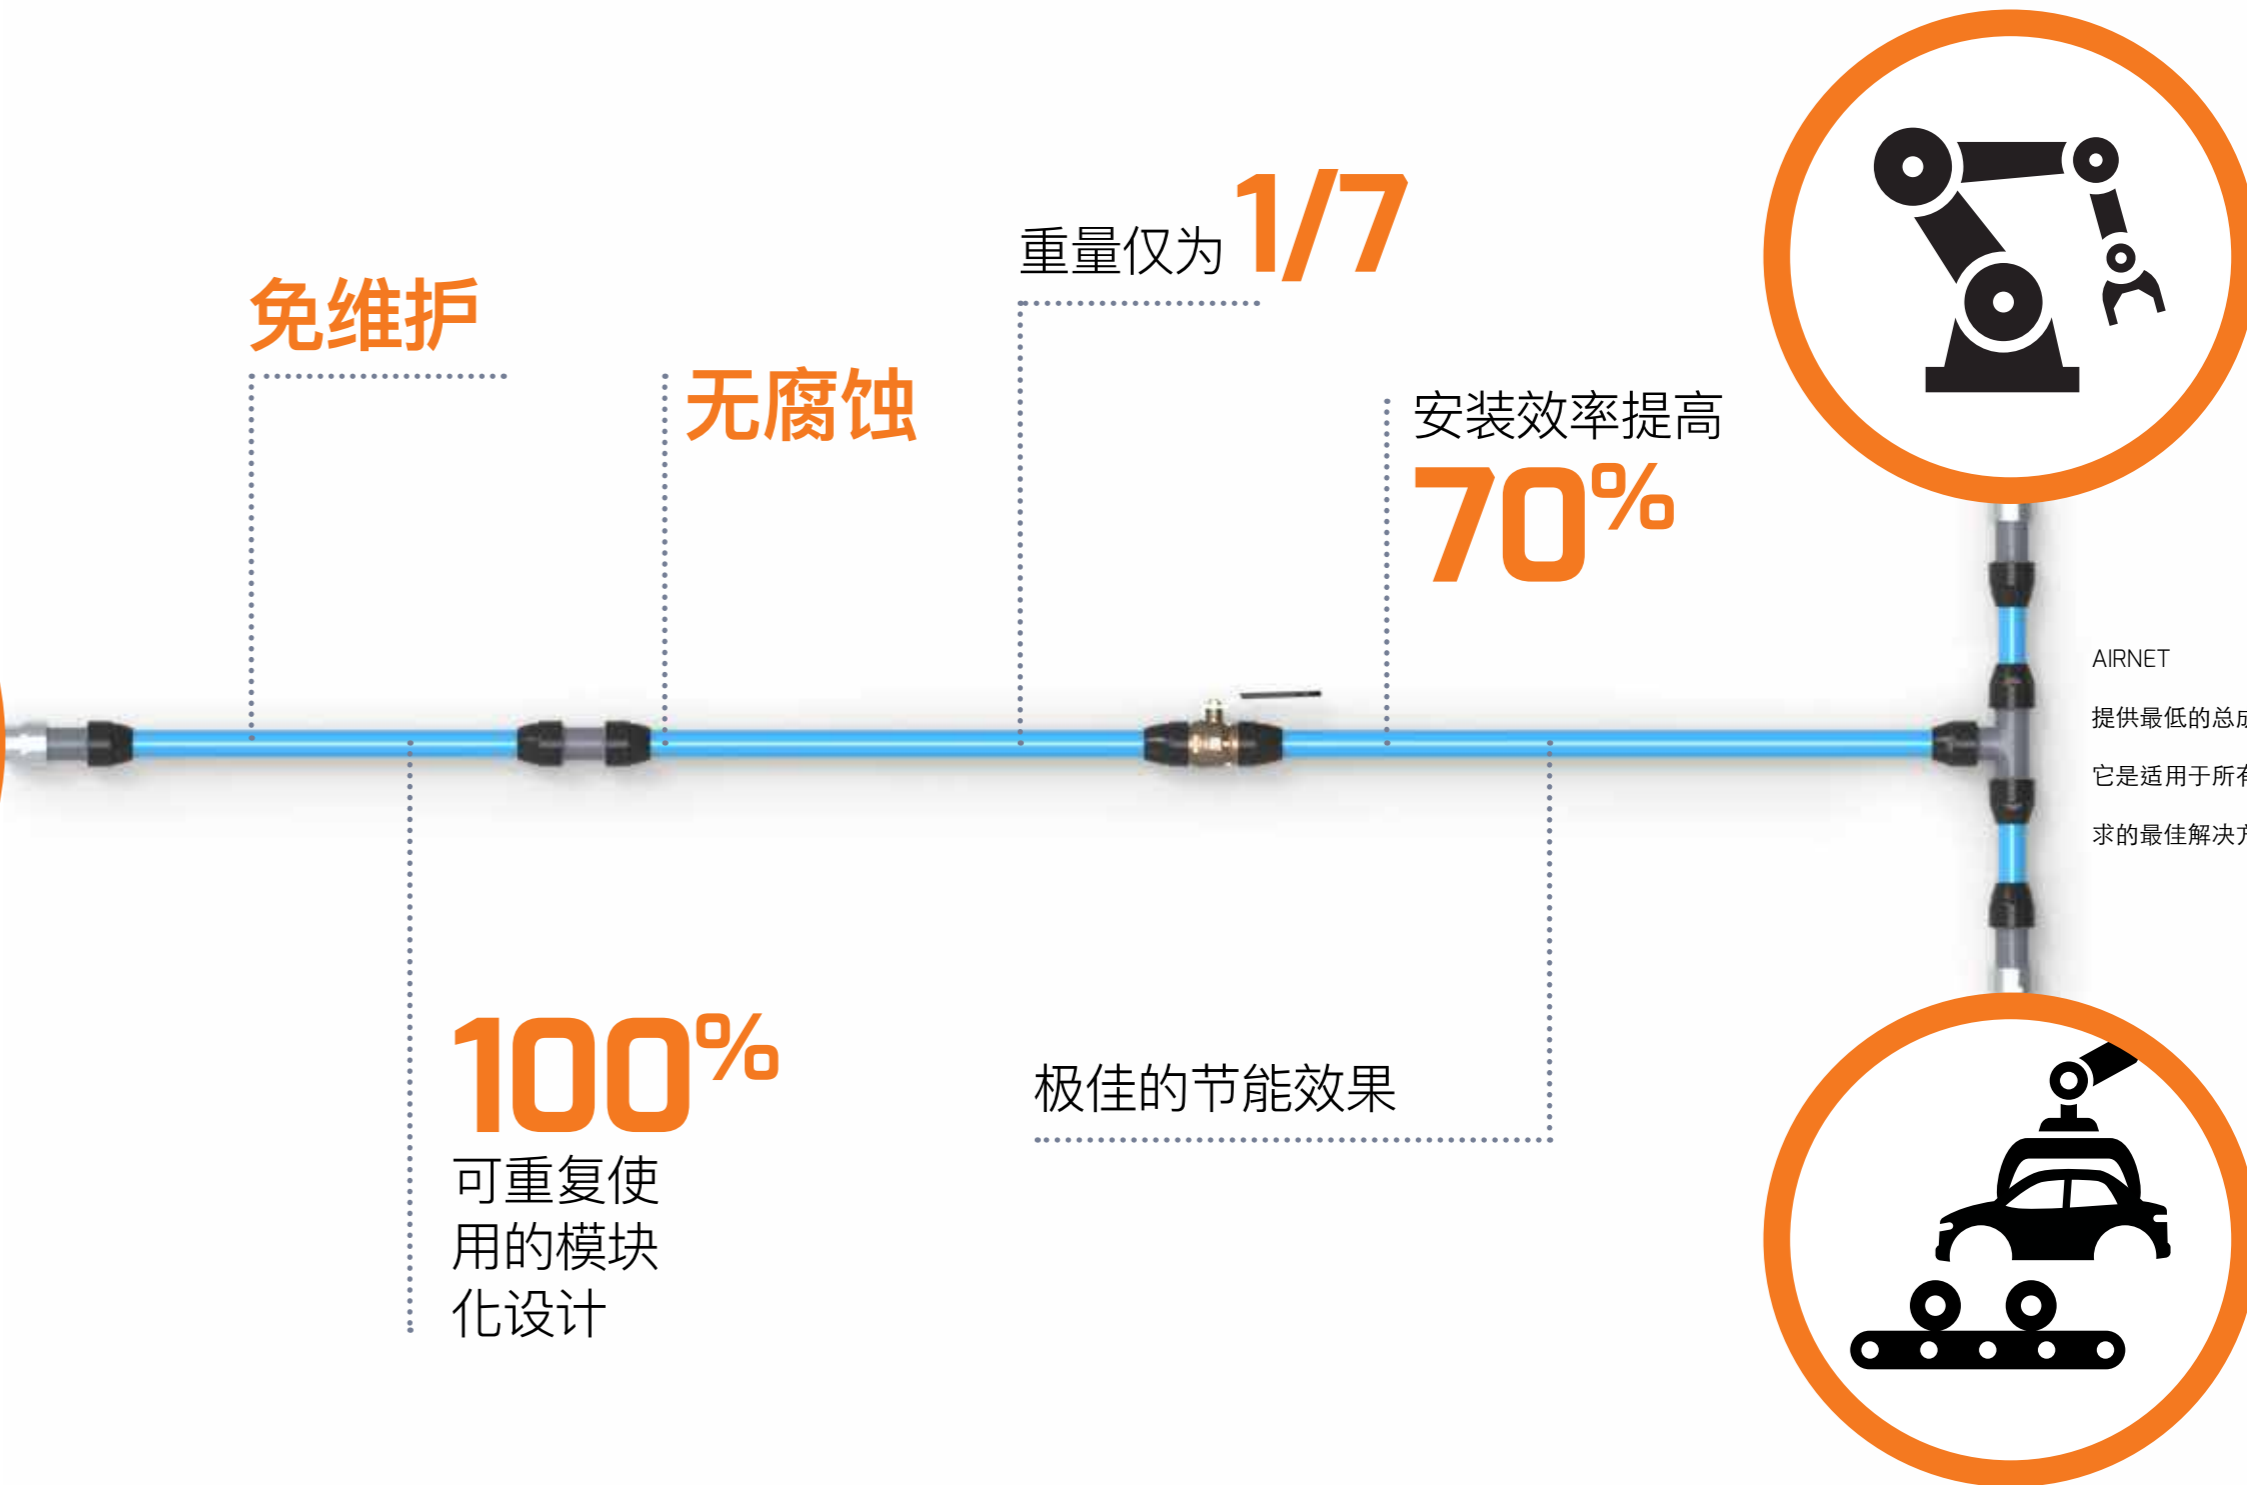 免维护
无腐蚀
重量仅为 1/7
安装效率提高
70%
AIRNET
提供最低的总
它是适用于所
求的最佳解决
100%
可重复使
用的模块
化设计
极佳的节能效果